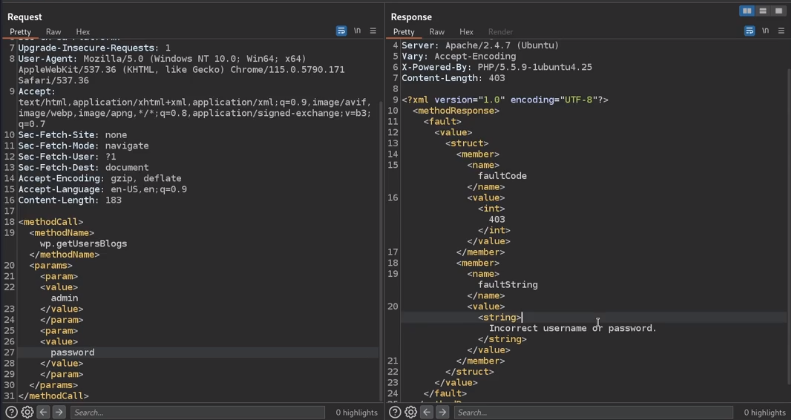 Request
Pretty Raw Hex
\n
7 Upgrade-Insecure-Requests: 1
8 User-Agent: Mozilla/5.0 (Windows NT 10.0; Win64; x64)
AppleWebKit/537.36 (KHTML, like Gecko) Chrome/115.0.5790.171
Safari/537.36
9 Accept:
text/html,application/xhtml+xml,application/xml;q=0.9,image/avif,
image/webp,image/apng,*/*;q=0.8,application/signed-exchange;v=b3;
q=0.7
10 Sec-Fetch-Site: none
11 Sec-Fetch-Mode: navigate
12 Sec-Fetch-User: ?1
13 Sec-Fetch-Dest: document
14 Accept-Encoding: gzip, deflate
15 Accept-Language: en-US,en;q=0.9
16 Content-Length: 183
17
18 <methodCall>
19 <methodName>
wp.getUsersBlogs
</methodName>
20 <params>
21 <param>
22 <value>
admin
23 </value>
24 </param>
25 <param>
26 <value>
27 password
28 </value>
29 </param>
30 </params>
31 </methodCall>
Search...
0 highlights
Response
Pretty Raw Hex Render
\n
4 Server: Apache/2.4.7 (Ubuntu)
5 Vary: Accept-Encoding
6 X-Powered-By: PHP/5.5.9-1ubuntu4.25
7 Content-Length: 403
8
9 <?xml version="1.0" encoding="UTF-8"?>
10 <methodResponse>
11 <fault>
12 <value>
13 <struct>
14 <member>
15 <name>
faultCode
</name>
16 <value>
<int>
403
</int>
</value>
17 </member>
18 <member>
19 <name>
faultString
</name>
20 <value>
<string>
Incorrect username or password.
</string>
</value>
21 </member>
22 </struct>
23 </value>
24 </fault>
Search...
0 highlights